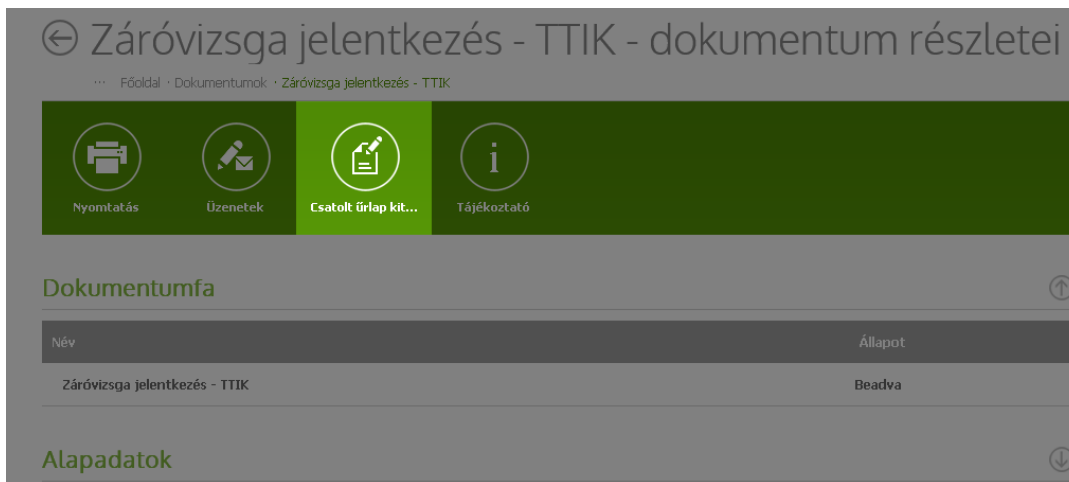 Záróvizsga jelentkezés - TTIK - dokumentum részletei
··· Főoldal · Dokumentumok · Záróvizsga jelentkezés - TTIK
Nyomtatás Üzenetek Csatolt űrlap kit... Tájékoztató
Dokumentumfa
Név Állapot
Záróvizsga jelentkezés - TTIK Beadva
Alapadatok